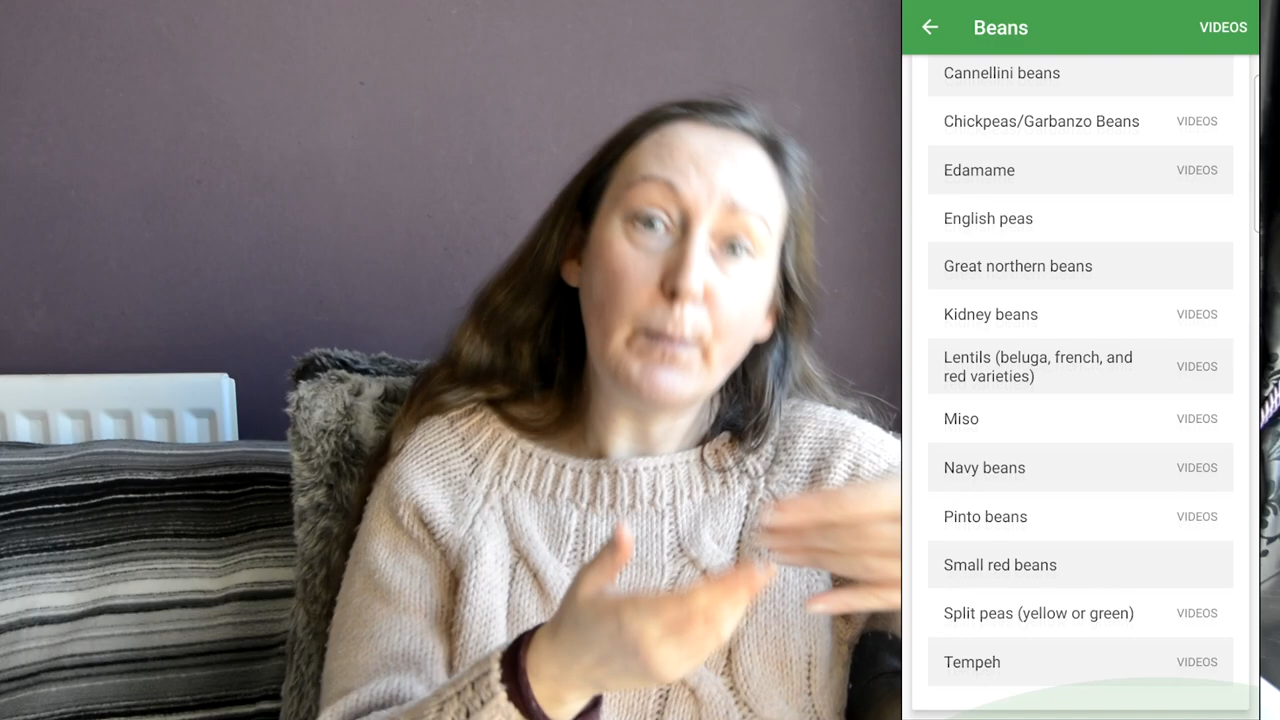 Beans VIDEOS
Cannellini beans
Chickpeas/Garbanzo Beans VIDEOS
Edamame VIDEOS
English peas
Great northern beans
Kidney beans VIDEOS
Lentils (beluga, french, and
red varieties) VIDEOS
Miso VIDEOS
Navy beans VIDEOS
Pinto beans VIDEOS
Small red beans
Split peas (yellow or green) VIDEOS
Tempeh VIDEOS